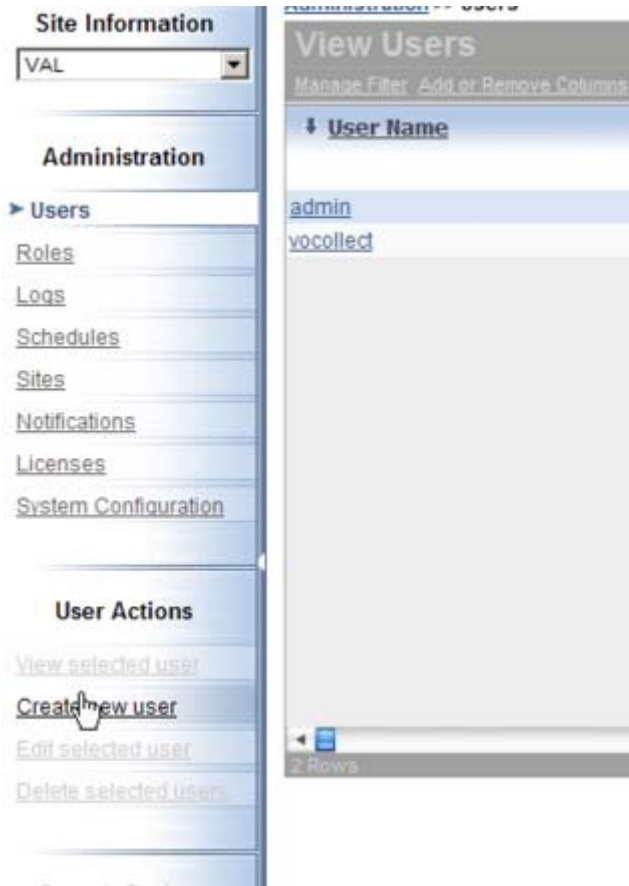 Site Information
VAL
Administration
Users
Roles
Logs
Schedules
Sites
Notifications
Licenses
System Configuration
User Actions
View selected user
Create new user
Edit selected user
Delete selected users
Administration >> Users
View Users
Manage Filter Add or Remove Columns
User Name
admin
vocollect
2 Rows